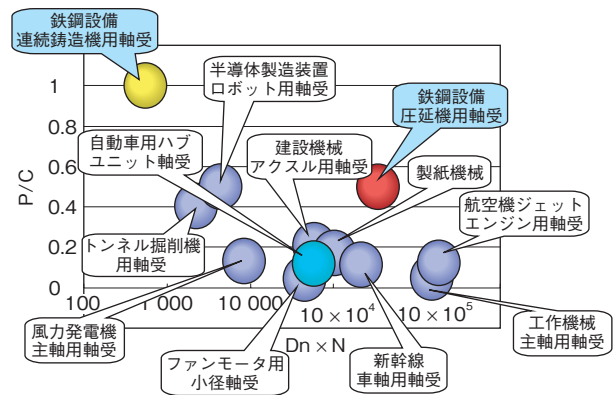 鉄鋼設備
連続鋳造機用軸受
半導体製造装置
ロボット用軸受
鉄鋼設備
圧延機用軸受
自動車用ハブ
ユニット軸受
建設機械
アクスル用軸受
製紙機械
航空機ジェット
エンジン用軸受
トンネル掘削機
用軸受
風力発電機
主軸用軸受
ファンモータ用
小径軸受
新幹線
車軸用軸受
工作機械
主軸用軸受
P/C
1
0.8
0.6
0.4
0.2
0
100
1 000
10 000
10×10⁴
10×10⁵
Dn×N